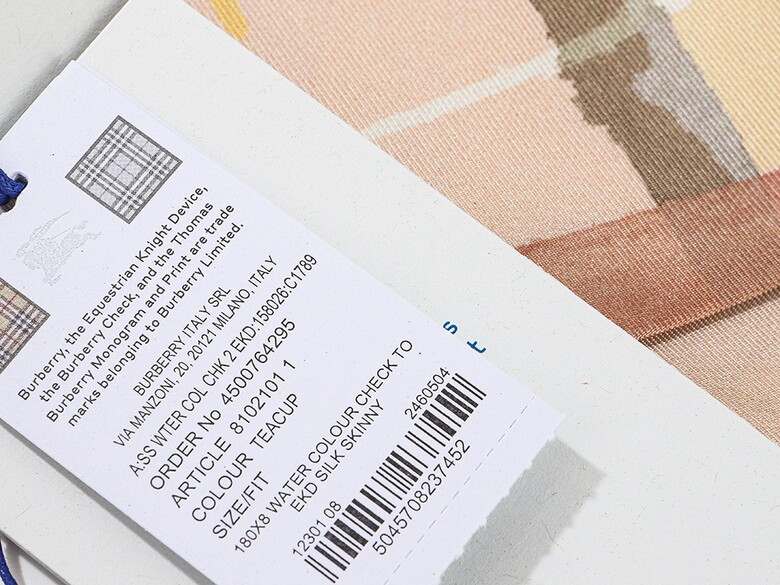 Burberry, the Equestrian Knight Device,
the Burberry Check, and the Thomas
Burberry Monogram and Print are trade
marks belonging to Burberry Limited.
BURBERRY ITALY SRL
VIA MANZONI, 20, 20121 MILANO, ITALY
A:SS WTER COL CHK 2 EKD:158026:C1789
ORDER No 4500764295
ARTICLE 8102101 1
COLOUR TEACUP
SIZE/FIT
180X8 WATER COLOUR CHECK TO
EKD SILK SKINNY
12301 08 2460504
5045708237452
s
t